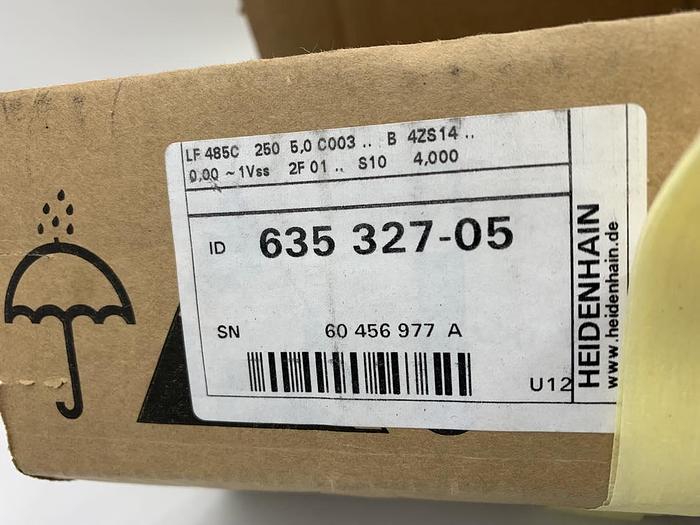 LF 485C 250 5,0 C003 .. B 4ZS14 ..
0,00 ~ 1Vss 2F 01 .. S10 4,000
ID 635 327-05
SN 60 456 977 A
U12
HEIDENHAIN
www.heidenhain.de